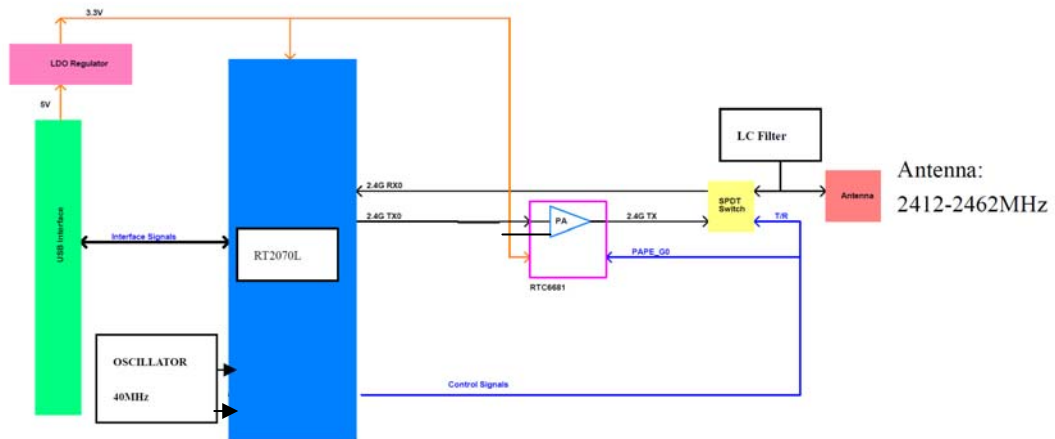 3.3V
LDO Regulator
5V
USB Interface
Interface Signals
RT2070L
OSCILLATOR
40MHz
2.4G RX0
2.4G TX0
PA
2.4G TX
RTC6681
PAPE_G0
Control Signals
LC Filter
SPDT
Switch
T/R
Antenna
Antenna:
2412-2462MHz